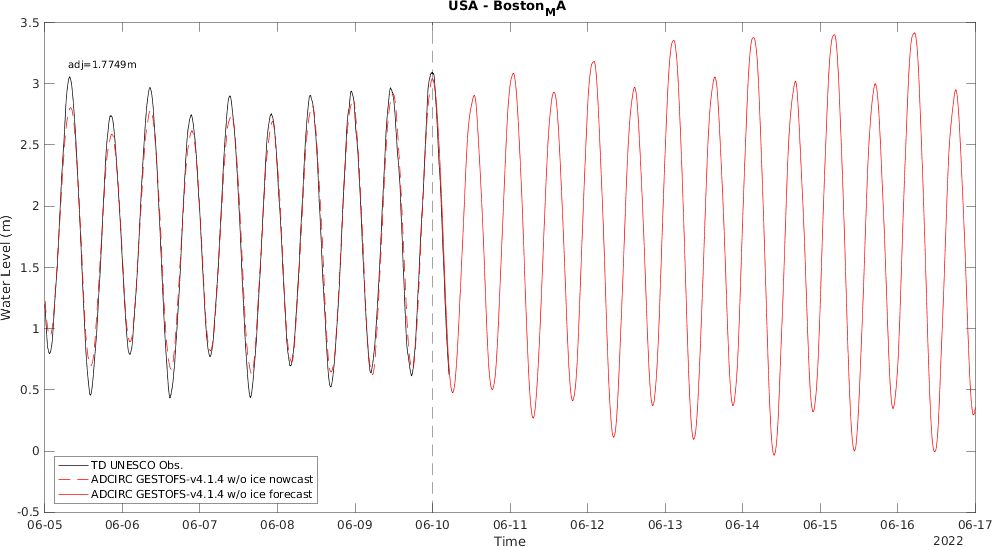 USA - Boston_MA
3.5
adj=1.7749m
3
2.5
2
1.5
1
0.5
0
-0.5
Water Level (m)
TD UNESCO Obs.
ADCIRC GESTOFS-v4.1.4 w/o ice nowcast
ADCIRC GESTOFS-v4.1.4 w/o ice forecast
06-05 06-06 06-07 06-08 06-09 06-10 06-11 06-12 06-13 06-14 06-15 06-16 06-17
Time
2022